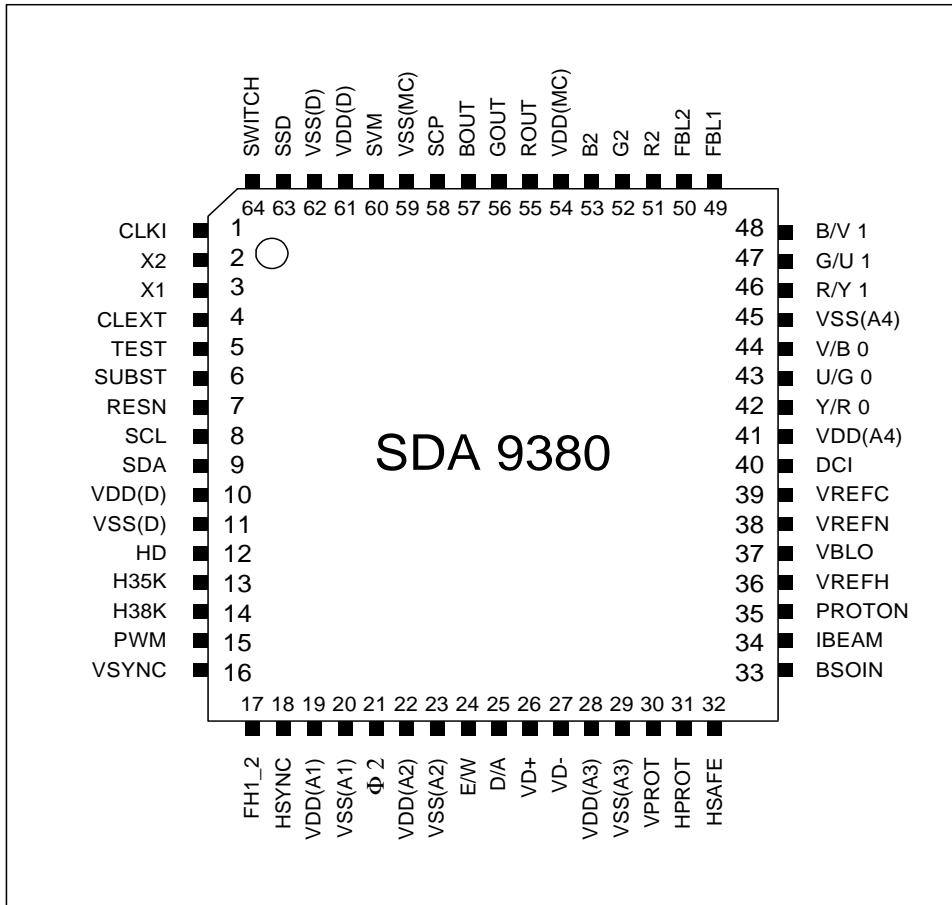 SWITCH
SSD
VSS(D)
VDD(D)
SVM
VSS(MC)
SCP
BOUT
GOUT
ROUT
VDD(MC)
B2
G2
R2
FBL2
FBL1
64 63 62 61 60 59 58 57 56 55 54 53 52 51 50 49
CLKI 1
X2 2
X1 3
CLEXT 4
TEST 5
SUBST 6
RESN 7
SCL 8
SDA 9
VDD(D) 10
VSS(D) 11
HD 12
H35K 13
H38K 14
PWM 15
VSYNC 16
SDA 9380
48 B/V 1
47 G/U 1
46 R/Y 1
45 VSS(A4)
44 V/B 0
43 U/G 0
42 Y/R 0
41 VDD(A4)
40 DCI
39 VREFC
38 VREFN
37 VBLO
36 VREFH
35 PROTON
34 IBEAM
33 BSOIN
17 18 19 20 21 22 23 24 25 26 27 28 29 30 31 32
FH1_2
HSYNC
VDD(A1)
VSS(A1)
Φ 2
VDD(A2)
VSS(A2)
E/W
D/A
VD+
VD-
VDD(A3)
VSS(A3)
VPROT
HPROT
HSAFE